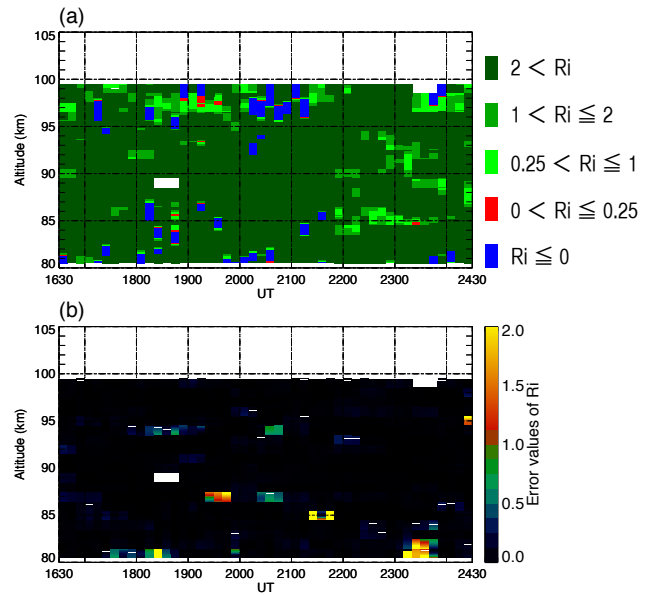 (a)
105
100
95
90
85
80
Altitude (km)
1630 1800 1900 2000 2100 2200 2300 2430
UT
2 < Ri
1 < Ri ≦ 2
0.25 < Ri ≦ 1
0 < Ri ≦ 0.25
Ri ≦ 0
(b)
105
100
95
90
85
80
Altitude (km)
1630 1800 1900 2000 2100 2200 2300 2430
UT
2.0
1.5
1.0
0.5
0.0
Error values of Ri